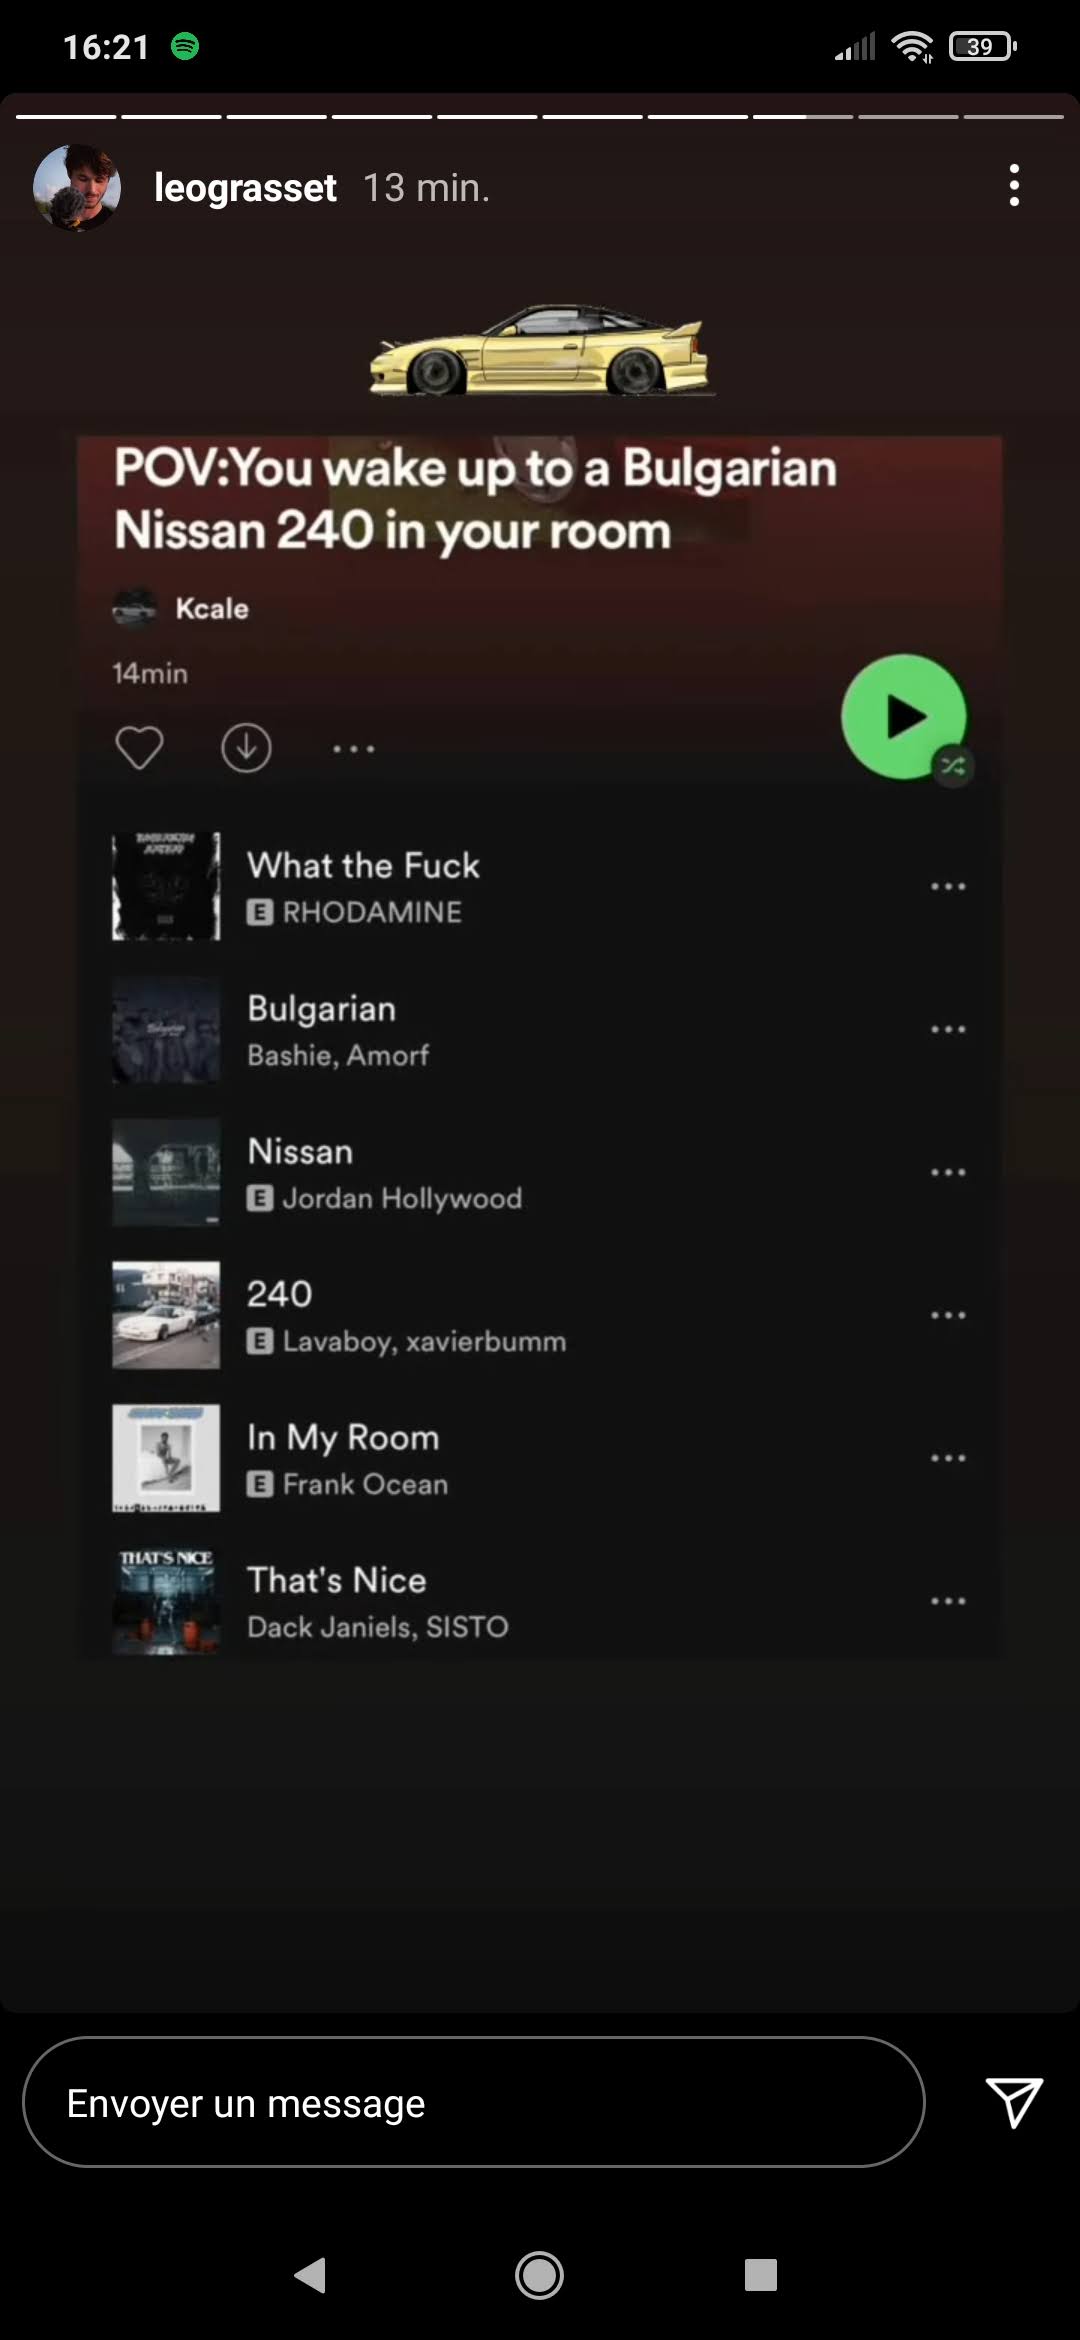 16:21
39
leograsset 13 min.
POV:You wake up to a Bulgarian
Nissan 240 in your room
Kcale
14min
What the Fuck
E RHODAMINE
Bulgarian
Bashie, Amorf
Nissan
E Jordan Hollywood
240
E Lavaboy, xavierbumm
In My Room
E Frank Ocean
THAT'S NICE
That's Nice
Dack Janiels, SISTO
Envoyer un message